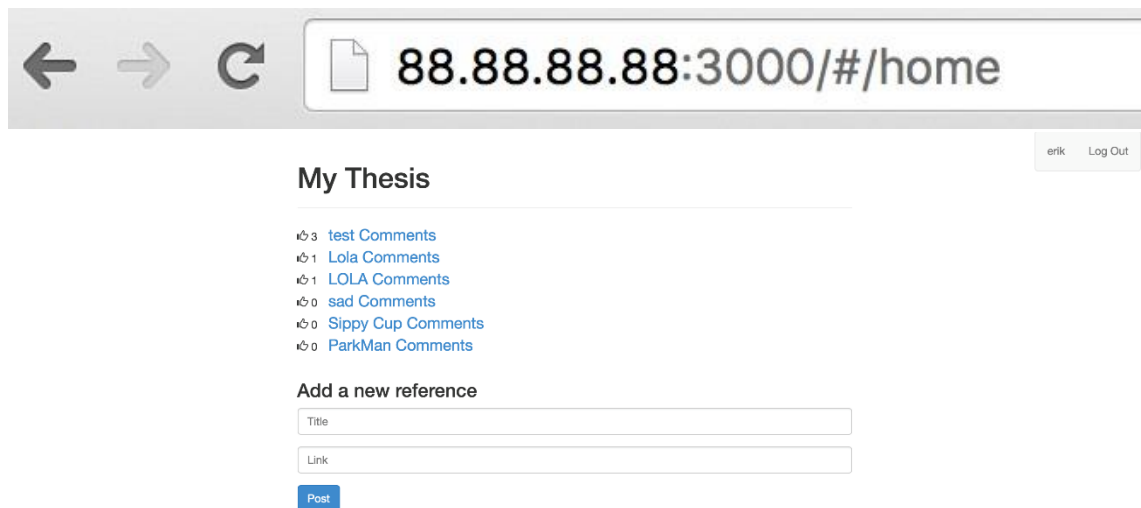 88.88.88.88:3000/#/home
erik Log Out
My Thesis
3 test Comments
1 Lola Comments
1 LOLA Comments
0 sad Comments
0 Sippy Cup Comments
0 ParkMan Comments
Add a new reference
Title
Link
Post